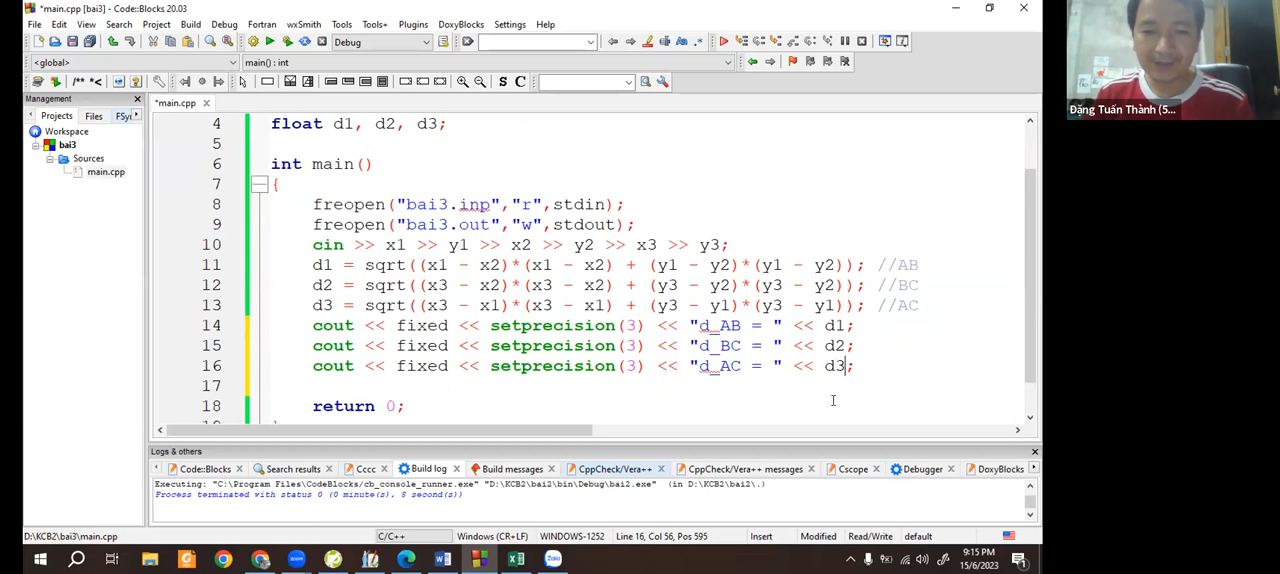 *main.cpp [bai3] - Code::Blocks 20.03
File Edit View Search Project Build Debug Fortran wxSmith Tools Tools+ Plugins DoxyBlocks Settings Help
Debug
<global> main() : int
/** *< S C
Management
Projects Files FSy
Workspace
bai3
Sources
main.cpp
*main.cpp
4 float d1, d2, d3;
5
6 int main()
7 {
8 freopen("bai3.inp","r",stdin);
9 freopen("bai3.out","w",stdout);
10 cin >> x1 >> y1 >> x2 >> y2 >> x3 >> y3;
11 d1 = sqrt((x1 - x2)*(x1 - x2) + (y1 - y2)*(y1 - y2)); //AB
12 d2 = sqrt((x3 - x2)*(x3 - x2) + (y3 - y2)*(y3 - y2)); //BC
13 d3 = sqrt((x3 - x1)*(x3 - x1) + (y3 - y1)*(y3 - y1)); //AC
14 cout << fixed << setprecision(3) << "d_AB = " << d1;
15 cout << fixed << setprecision(3) << "d_BC = " << d2;
16 cout << fixed << setprecision(3) << "d_AC = " << d3;
17
18 return 0;
Logs & others
Code::Blocks Search results Cccc Build log Build messages CppCheck/Vera++ CppCheck/Vera++ messages Cscope Debugger DoxyBlocks
Executing: "C:\Program Files\CodeBlocks/cb_console_runner.exe" "D:\KCB2\bai2\bin\Debug\bai2.exe" (in D:\KCB2\bai2\.)
Process terminated with status 0 (0 minute(s), 8 second(s))
D:\KCB2\bai3\main.cpp C/C++ Windows (CR+LF) WINDOWS-1252 Line 16, Col 56, Pos 595 Insert Modified Read/Write default
9:15 PM
15/6/2023
Đặng Tuấn Thành (5...